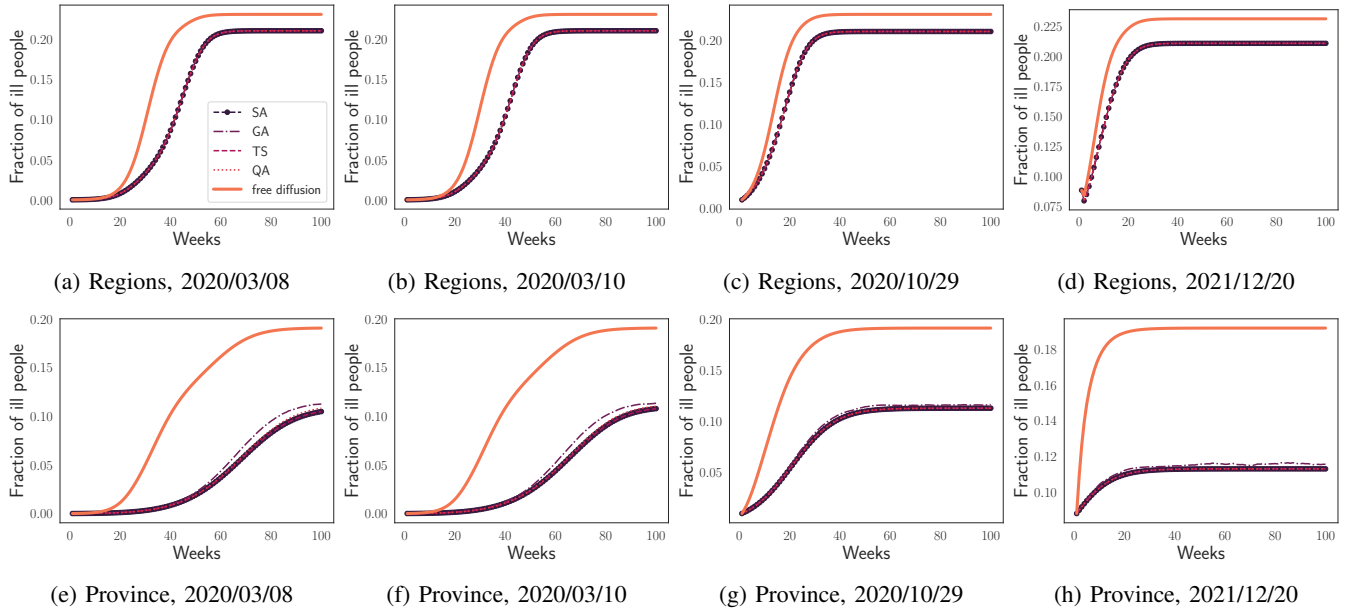 Fraction of ill people
0.20
0.15
0.10
0.05
0.00
SA
GA
TS
QA
free diffusion
0 20 40 60 80 100
Weeks
(a) Regions, 2020/03/08
Fraction of ill people
0.20
0.15
0.10
0.05
0.00
0 20 40 60 80 100
Weeks
(b) Regions, 2020/03/10
Fraction of ill people
0.20
0.15
0.10
0.05
0.00
0 20 40 60 80 100
Weeks
(c) Regions, 2020/10/29
Fraction of ill people
0.225
0.200
0.175
0.150
0.125
0.100
0.075
0 20 40 60 80 100
Weeks
(d) Regions, 2021/12/20
Fraction of ill people
0.20
0.15
0.10
0.05
0.00
0 20 40 60 80 100
Weeks
(e) Province, 2020/03/08
Fraction of ill people
0.20
0.15
0.10
0.05
0.00
0 20 40 60 80 100
Weeks
(f) Province, 2020/03/10
Fraction of ill people
0.20
0.15
0.10
0.05
0 20 40 60 80 100
Weeks
(g) Province, 2020/10/29
Fraction of ill people
0.18
0.16
0.14
0.12
0.10
0 20 40 60 80 100
Weeks
(h) Province, 2021/12/20